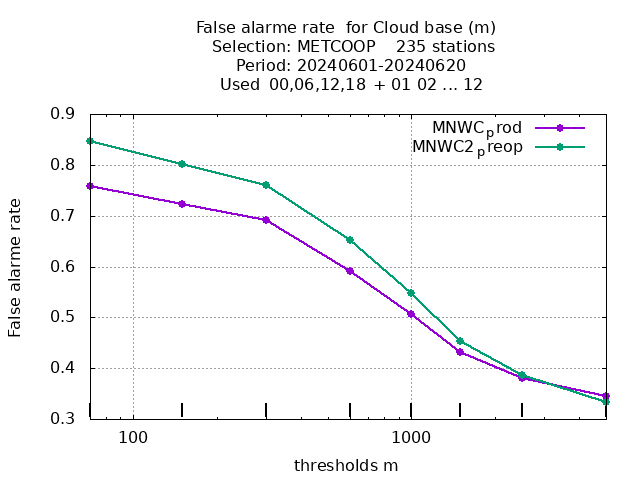 False alarme rate  for Cloud base (m)
Selection: METCOOP    235 stations
Period: 20240601-20240620
Used  00,06,12,18  + 01 02 ... 12
MNWCprod
MNWC2preop
0.9
0.8
0.7
0.6
0.5
0.4
0.3
False alarme rate
100
1000
thresholds m